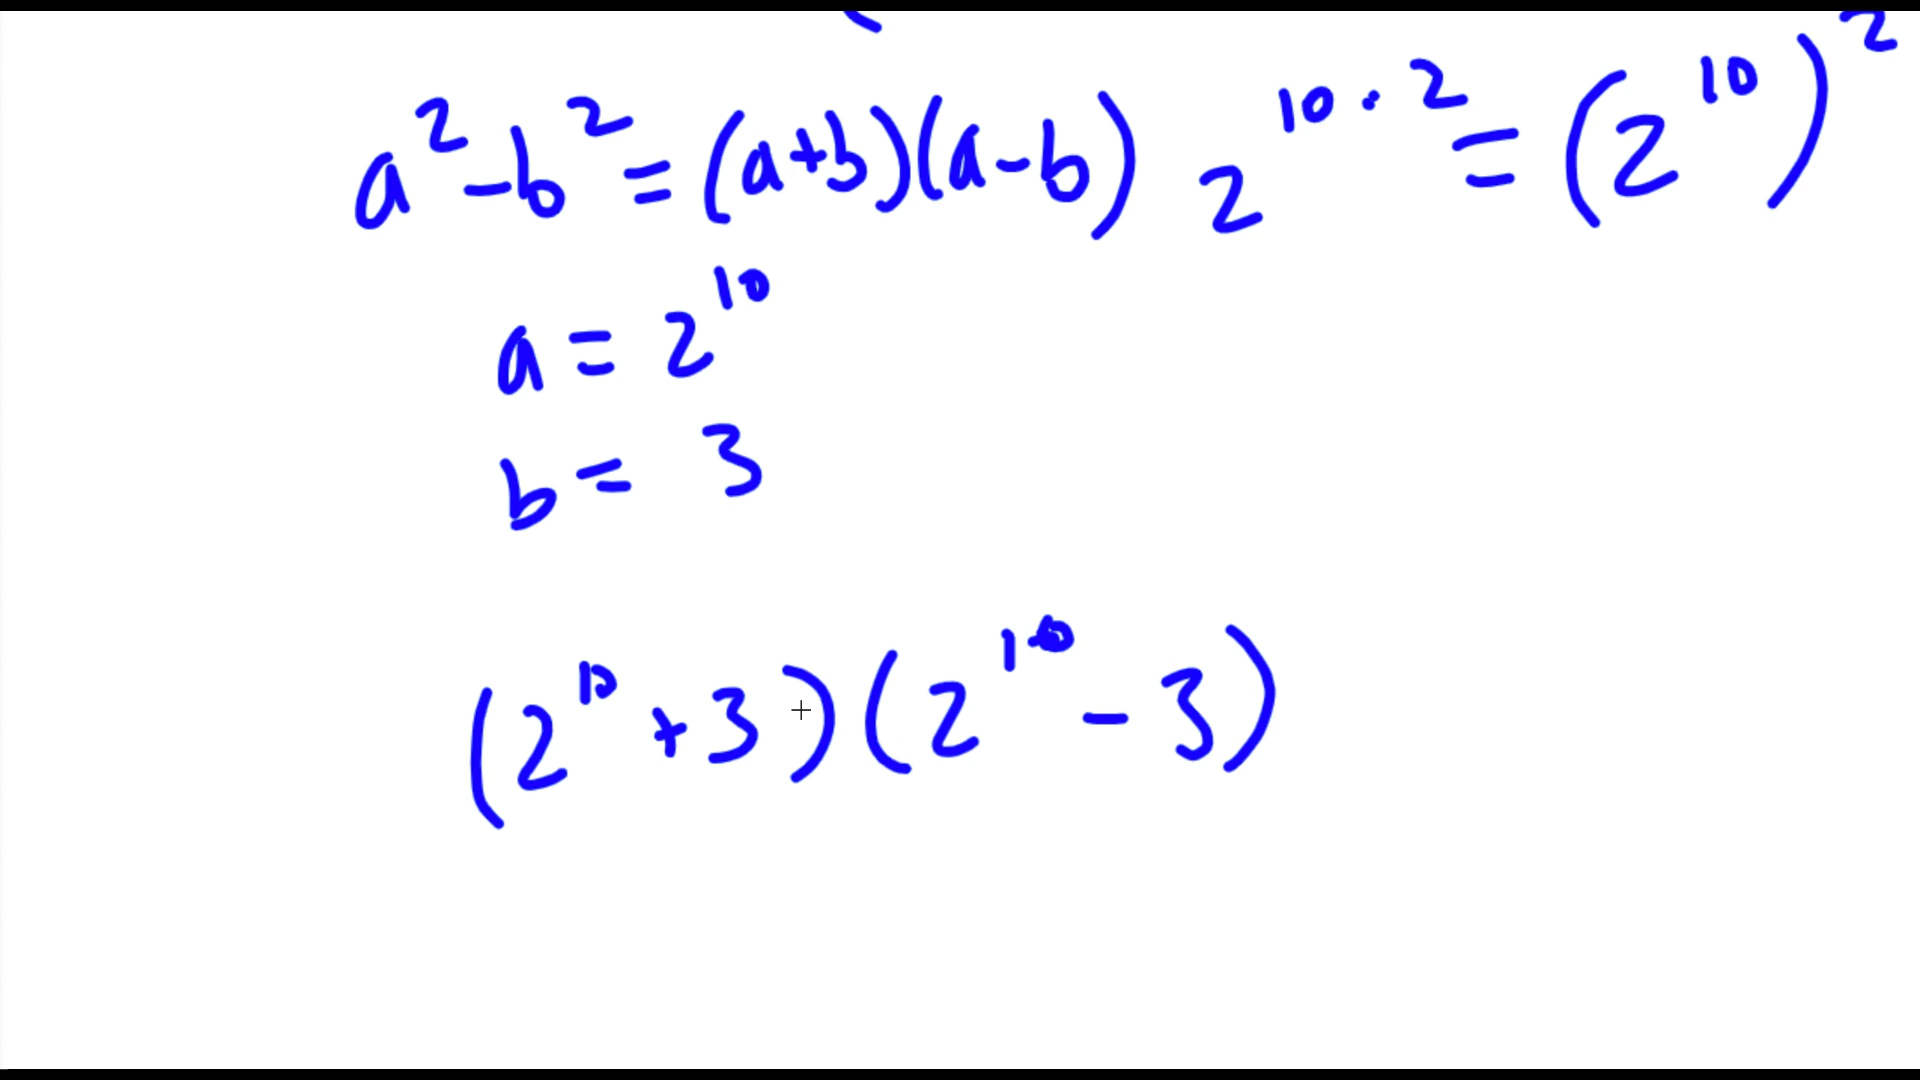 a² - b² = (a+b)(a-b) 2^{10·2} = (2^{10})²
a = 2^{10}
b = 3
(2^{10} + 3)(2^{10} - 3)